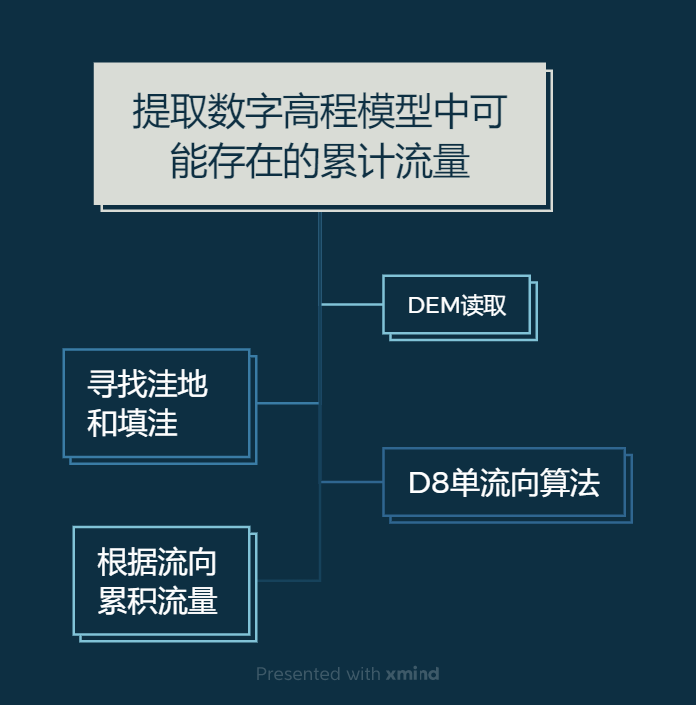 提取数字高程模型中可
能存在的累计流量
DEM读取
寻找洼地
和填洼
D8单流向算法
根据流向
累积流量
Presented with xmind